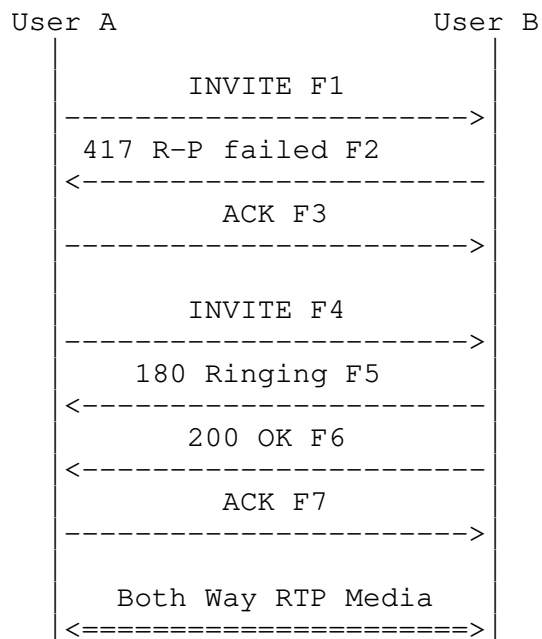 User A User B
INVITE F1
417 R-P failed F2
ACK F3
INVITE F4
180 Ringing F5
200 OK F6
ACK F7
Both Way RTP Media